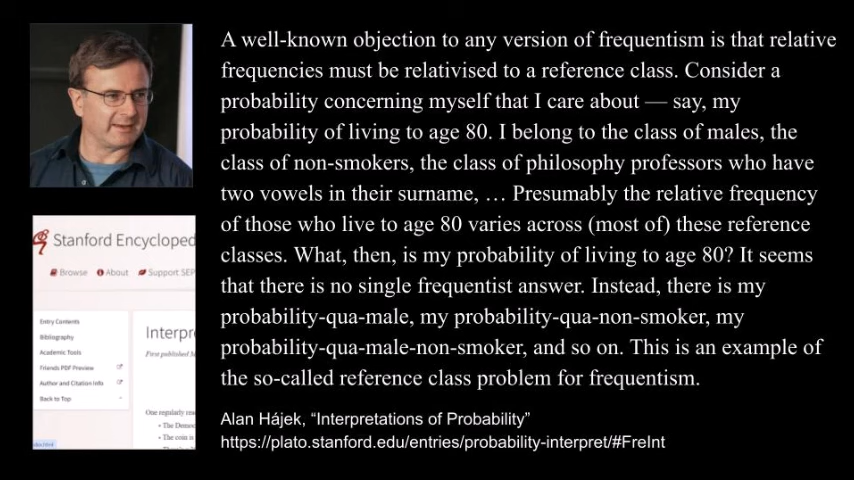 A well-known objection to any version of frequentism is that relative
frequencies must be relativised to a reference class. Consider a
probability concerning myself that I care about — say, my
probability of living to age 80. I belong to the class of males, the
class of non-smokers, the class of philosophy professors who have
two vowels in their surname, … Presumably the relative frequency
of those who live to age 80 varies across (most of) these reference
classes. What, then, is my probability of living to age 80? It seems
that there is no single frequentist answer. Instead, there is my
probability-qua-male, my probability-qua-non-smoker, my
probability-qua-male-non-smoker, and so on. This is an example of
the so-called reference class problem for frequentism.
Alan Hájek, “Interpretations of Probability”
https://plato.stanford.edu/entries/probability-interpret/#FreInt
Stanford Encycloped
Browse About Support SEP
Entry Contents
Bibliography
Academic Tools
Friends PDF Preview
Author and Citation Info
Back to Top
Interpr
First published
One regularly
• The Democ
• The coin is